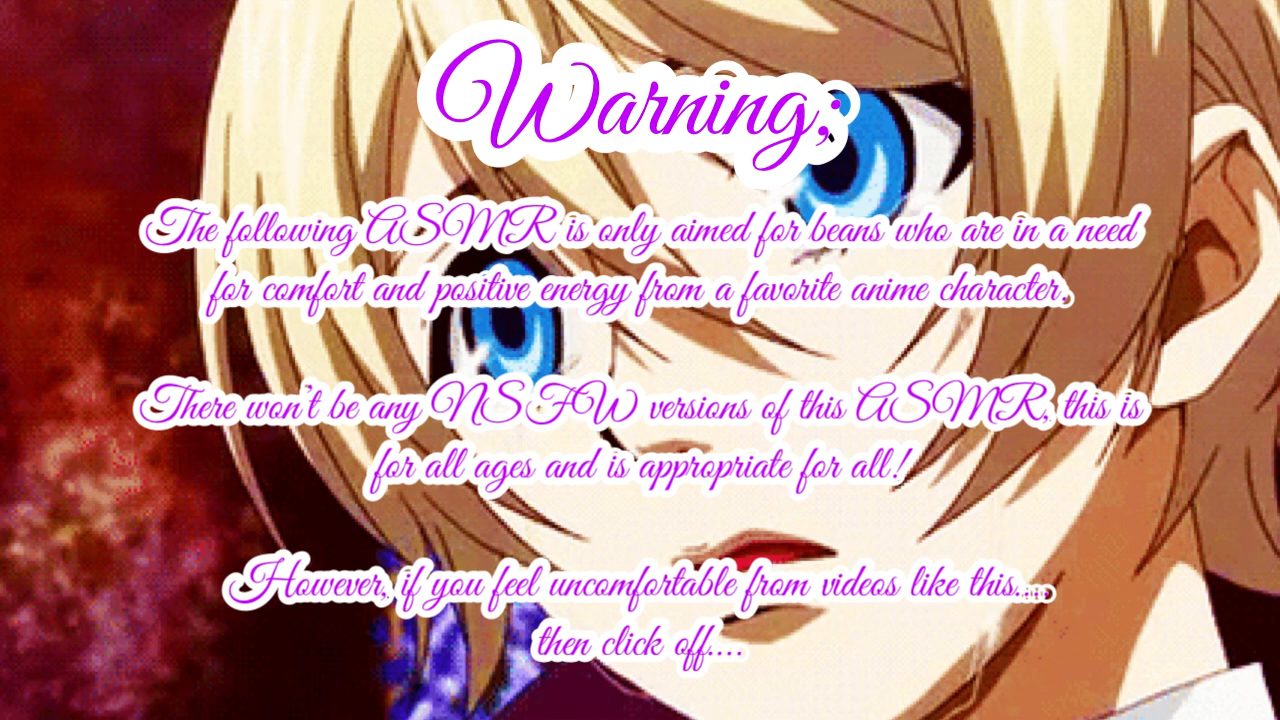 Warning;
The following ASMR is only aimed for beans who are in a need
for comfort and positive energy from a favorite anime character.
There won't be any NSFW versions of this ASMR, this is
for all ages and is appropriate for all!
However, if you feel uncomfortable from videos like this....
then click off....